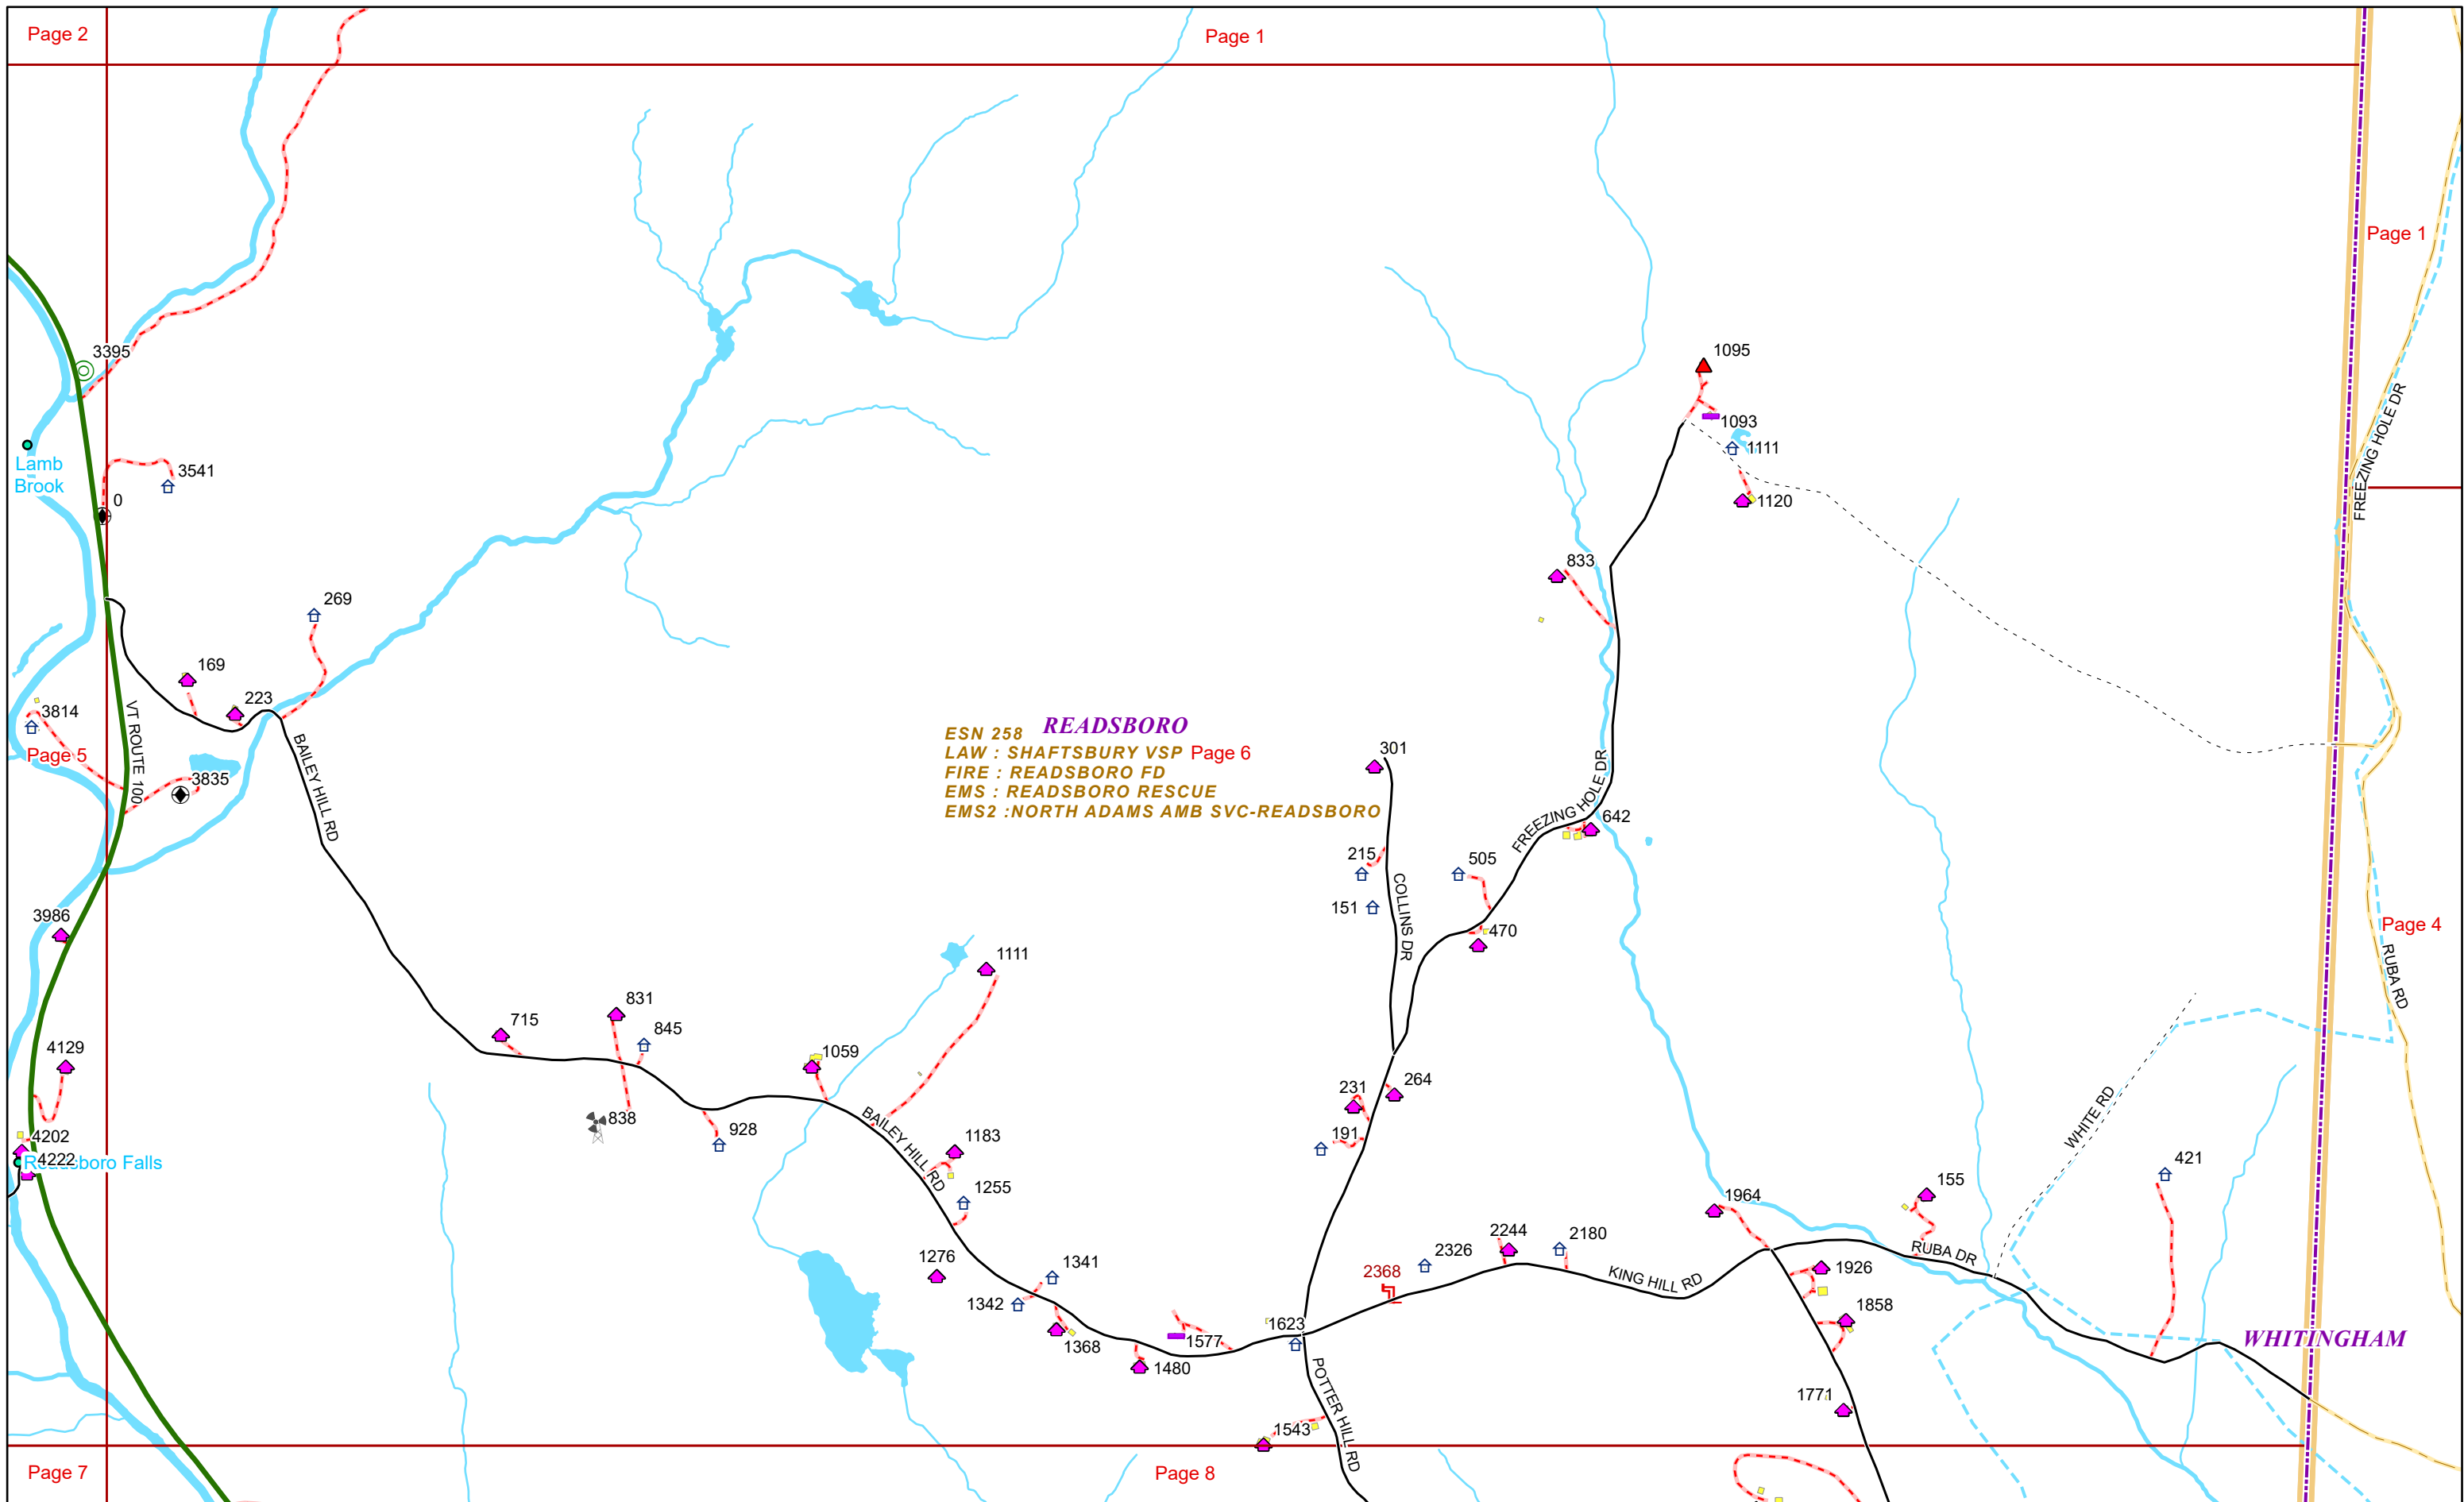 Page 2
Page 1
Page 1
3395
1095
1093
Lamb
Brook
1111
3541
0
1120
FREEZING HOLE DR
833
269
169
223
3814
VT ROUTE 100
READSBORO
ESN 258
LAW : SHAFTSBURY VSP
Page 6
FIRE : READSBORO FD
EMS : READSBORO RESCUE
EMS2 :NORTH ADAMS AMB SVC-READSBORO
301
Page 5
3835
BAILEY HILL RD
FREEZING HOLE DR
642
215
505
151
COLLINS DR
470
3986
Page 4
RUBA RD
1111
831
715
845
4129
1059
264
231
838
928
BAILEY HILL RD
191
WHITE RD
4202
4222
Readsboro Falls
1183
421
155
1255
1964
2244
2180
2326
RUBA DR
1276
1341
2368
KING HILL RD
1926
1342
1858
1623
1577
1368
1480
WHITINGHAM
POTTER HILL RD
1771
1543
Page 7
Page 8